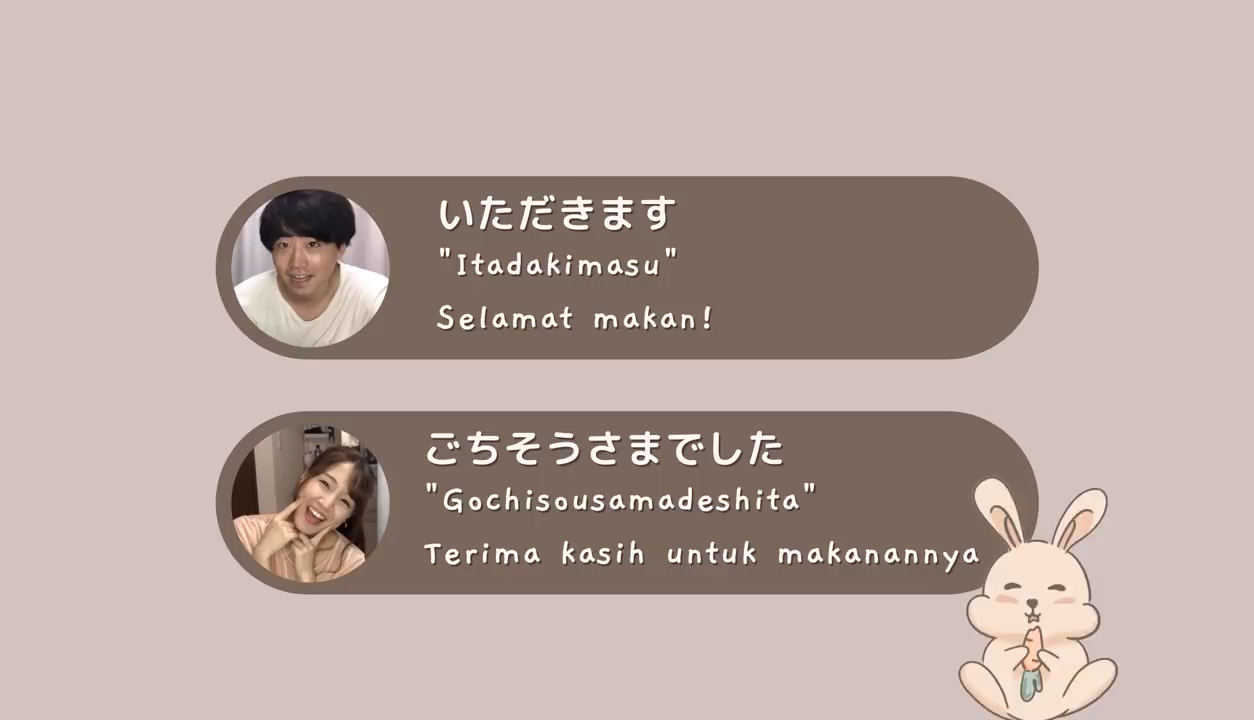 いただきます
"Itadakimasu"
Selamat makan!
ごちそうさまでした
"Gochisousamadeshita"
Terima kasih untuk makanannya